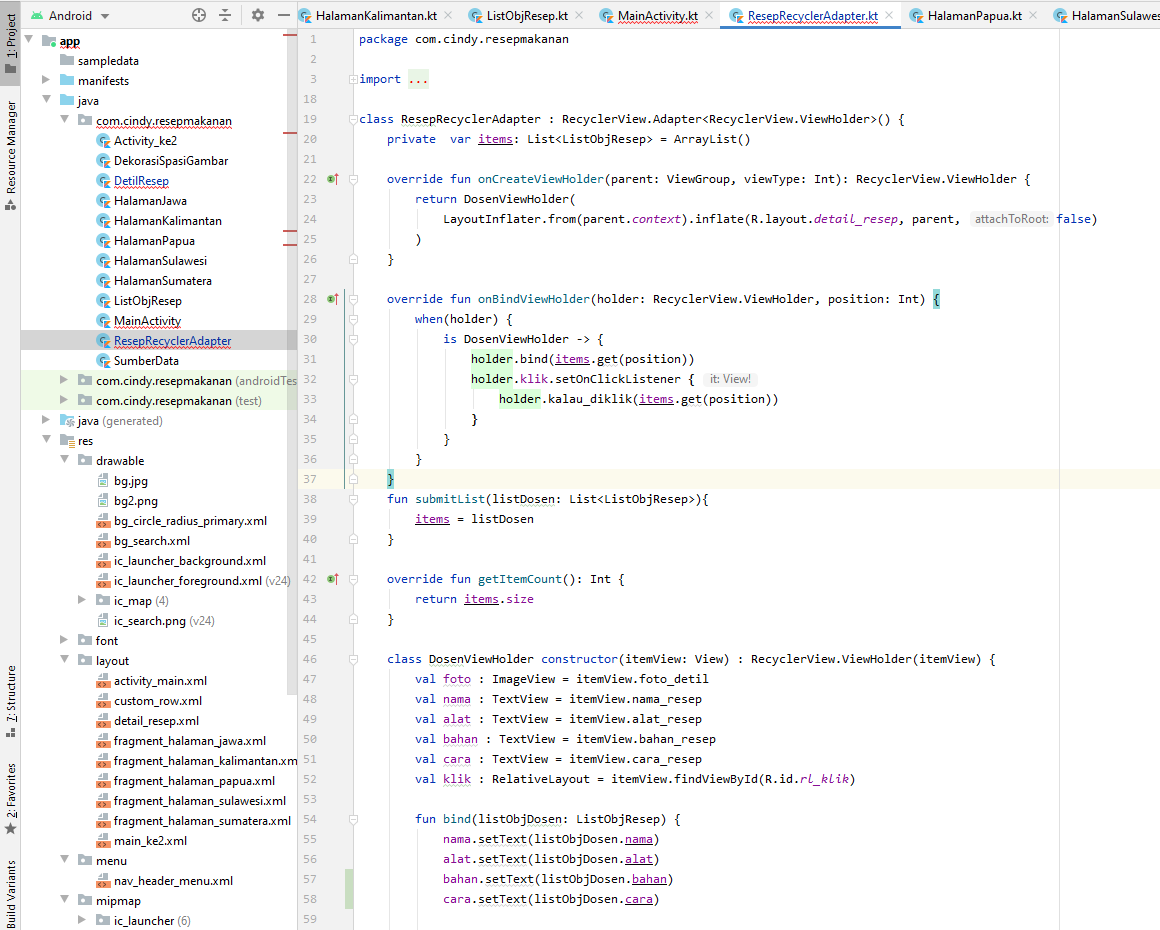 Android
HalamanKalimantan.kt
ListObjResep.kt
MainActivity.kt
ResepRecyclerAdapter.kt
HalamanPapua.kt
HalamanSulawes
1: Project
Resource Manager
7: Structure
2: Favorites
Build Variants
app
sampledata
manifests
java
com.cindy.resepmakanan
Activity_ke2
DekorasiSpasiGambar
DetilResep
HalamanJawa
HalamanKalimantan
HalamanPapua
HalamanSulawesi
HalamanSumatera
ListObjResep
MainActivity
ResepRecyclerAdapter
SumberData
com.cindy.resepmakanan (androidTes
com.cindy.resepmakanan (test)
java (generated)
res
drawable
bg.jpg
bg2.png
bg_circle_radius_primary.xml
bg_search.xml
ic_launcher_background.xml
ic_launcher_foreground.xml (v24)
ic_map (4)
ic_search.png (v24)
font
layout
activity_main.xml
custom_row.xml
detail_resep.xml
fragment_halaman_jawa.xml
fragment_halaman_kalimantan.xm
fragment_halaman_papua.xml
fragment_halaman_sulawesi.xml
fragment_halaman_sumatera.xml
main_ke2.xml
menu
nav_header_menu.xml
mipmap
ic_launcher (6)
1 package com.cindy.resepmakanan
2
3 import ...
18
19 class ResepRecyclerAdapter : RecyclerView.Adapter<RecyclerView.ViewHolder>() {
20 private var items: List<ListObjResep> = ArrayList()
21
22 override fun onCreateViewHolder(parent: ViewGroup, viewType: Int): RecyclerView.ViewHolder {
23 return DosenViewHolder(
24 LayoutInflater.from(parent.context).inflate(R.layout.detail_resep, parent, attachToRoot: false)
25 )
26 }
27
28 override fun onBindViewHolder(holder: RecyclerView.ViewHolder, position: Int) {
29 when(holder) {
30 is DosenViewHolder -> {
31 holder.bind(items.get(position))
32 holder.klik.setOnClickListener { it: View!
33 holder.kalau_diklik(items.get(position))
34 }
35 }
36 }
37 }
38 fun submitList(listDosen: List<ListObjResep>){
39 items = listDosen
40 }
41
42 override fun getItemCount(): Int {
43 return items.size
44 }
45
46 class DosenViewHolder constructor(itemView: View) : RecyclerView.ViewHolder(itemView) {
47 val foto : ImageView = itemView.foto_detil
48 val nama : TextView = itemView.nama_resep
49 val alat : TextView = itemView.alat_resep
50 val bahan : TextView = itemView.bahan_resep
51 val cara : TextView = itemView.cara_resep
52 val klik : RelativeLayout = itemView.findViewById(R.id.rl_klik)
53
54 fun bind(listObjDosen: ListObjResep) {
55 nama.setText(listObjDosen.nama)
56 alat.setText(listObjDosen.alat)
57 bahan.setText(listObjDosen.bahan)
58 cara.setText(listObjDosen.cara)
59